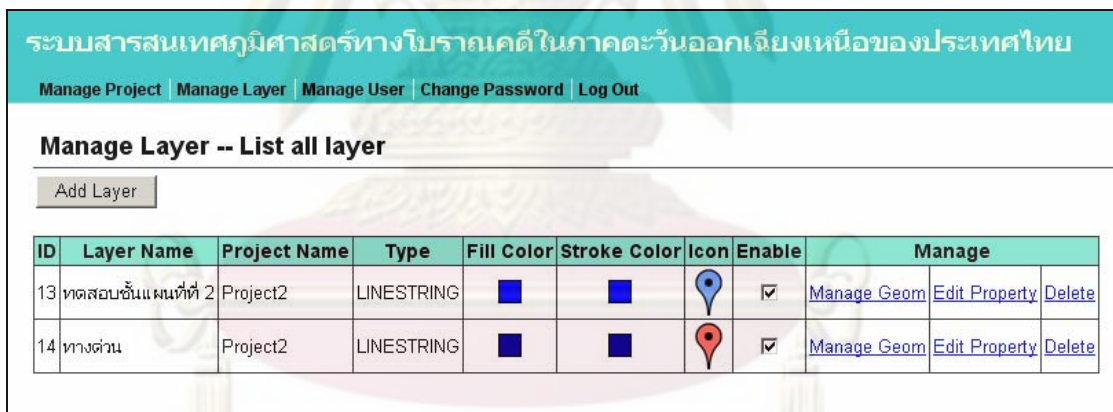 ระบบสารสนเทศภูมิศาสตร์ทางโบราณคดีในภาคตะวันออกเฉียงเหนือของประเทศไทย
Manage Project | Manage Layer | Manage User | Change Password | Log Out
Manage Layer -- List all layer
Add Layer
ID Layer Name Project Name Type Fill Color Stroke Color Icon Enable Manage
13 ทดสอบชั้นแผนที่ที่ 2 Project2 LINESTRING Manage Geom Edit Property Delete
14 ทางด่วน Project2 LINESTRING Manage Geom Edit Property Delete